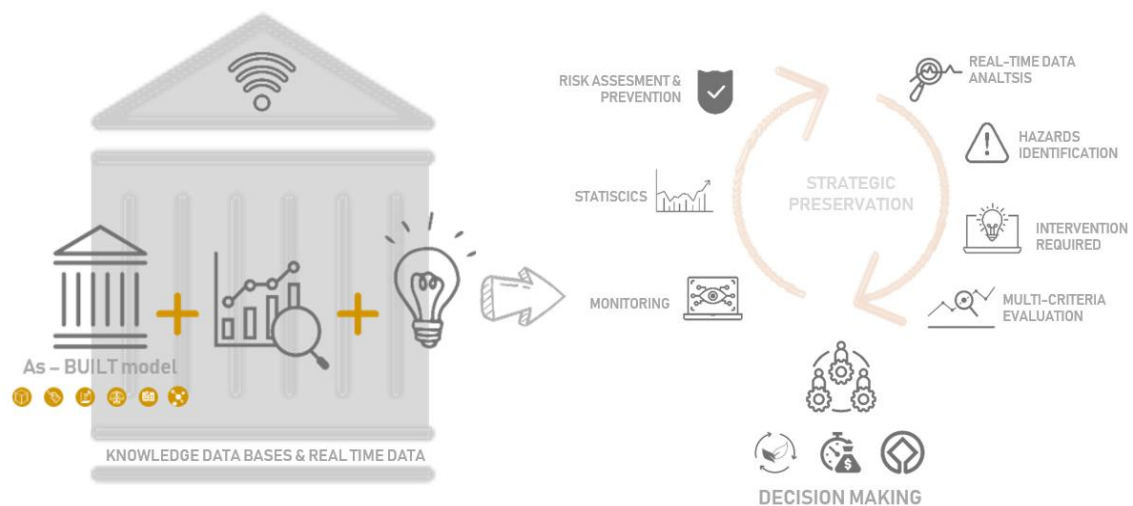 As – BUILT model
KNOWLEDGE DATA BASES & REAL TIME DATA
RISK ASSESMENT &
PREVENTION
STATISCICS
MONITORING
STRATEGIC
PRESERVATION
REAL-TIME DATA
ANALTSIS
HAZARDS
IDENTIFICATION
INTERVENTION
REQUIRED
MULTI-CRITERIA
EVALUATION
$
DECISION MAKING